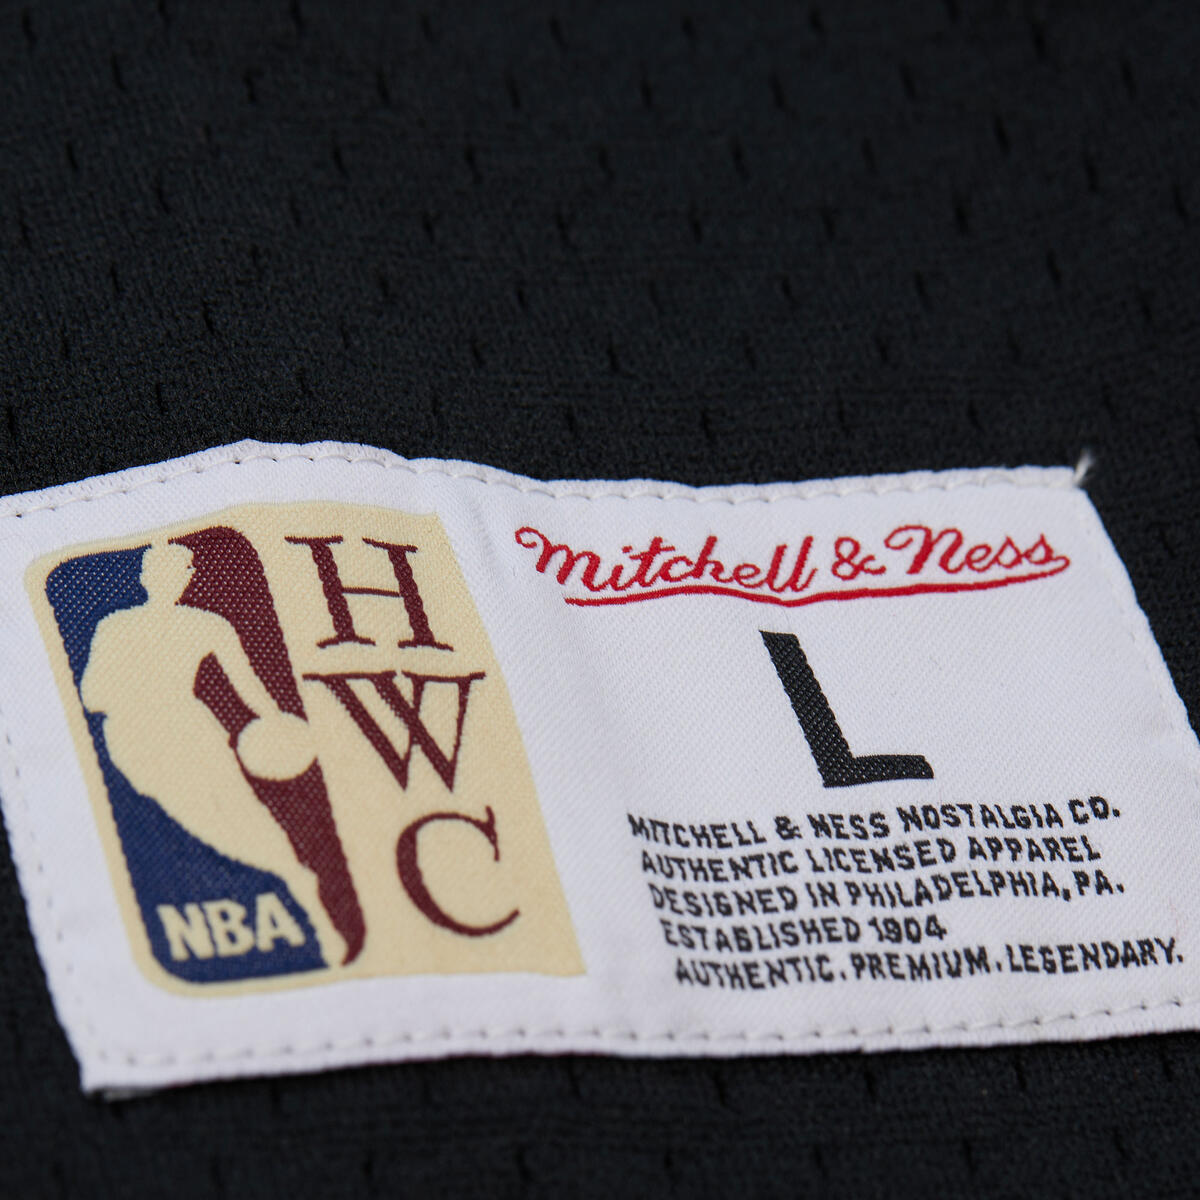 H
W
C
NBA
Mitchell & Ness
L
MITCHELL & NESS NOSTALGIA CO.
AUTHENTIC LICENSED APPAREL
DESIGNED IN PHILADELPHIA, PA.
ESTABLISHED 1904
AUTHENTIC. PREMIUM. LEGENDARY.